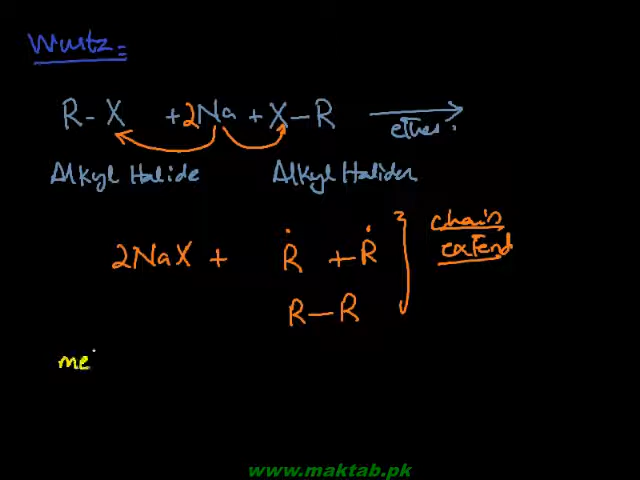 Wurtz=
R-X +2Na+X-R ether.
Alkyl Halide Alkyl Halides
2NaX + Ṙ +Ṙ
chain
extend
R-R
me
www.maktab.pk